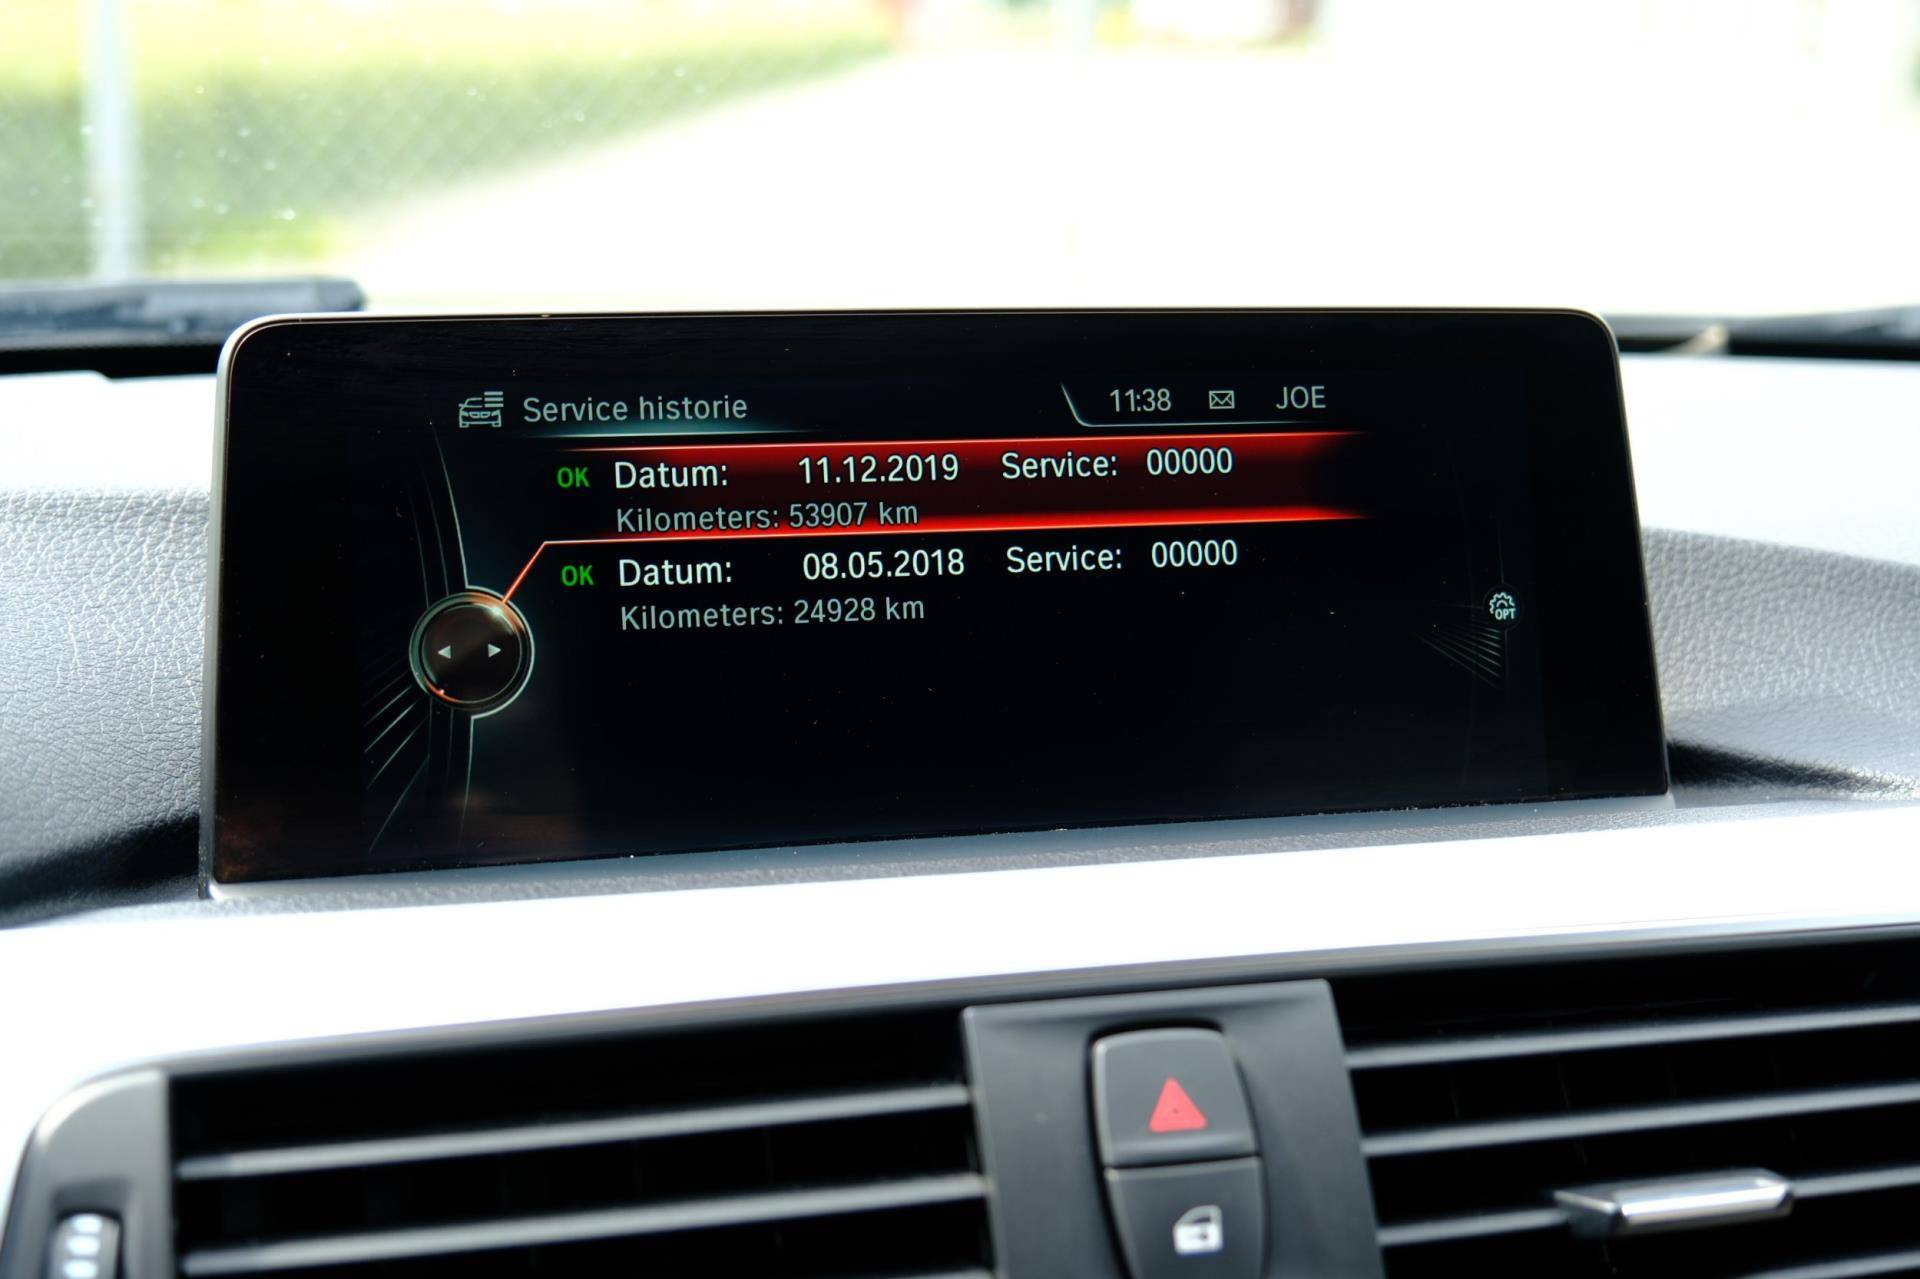 Service historie 11:38 JOE
OK Datum: 11.12.2019 Service: 00000
Kilometers: 53907 km
OK Datum: 08.05.2018 Service: 00000
Kilometers: 24928 km
OPT